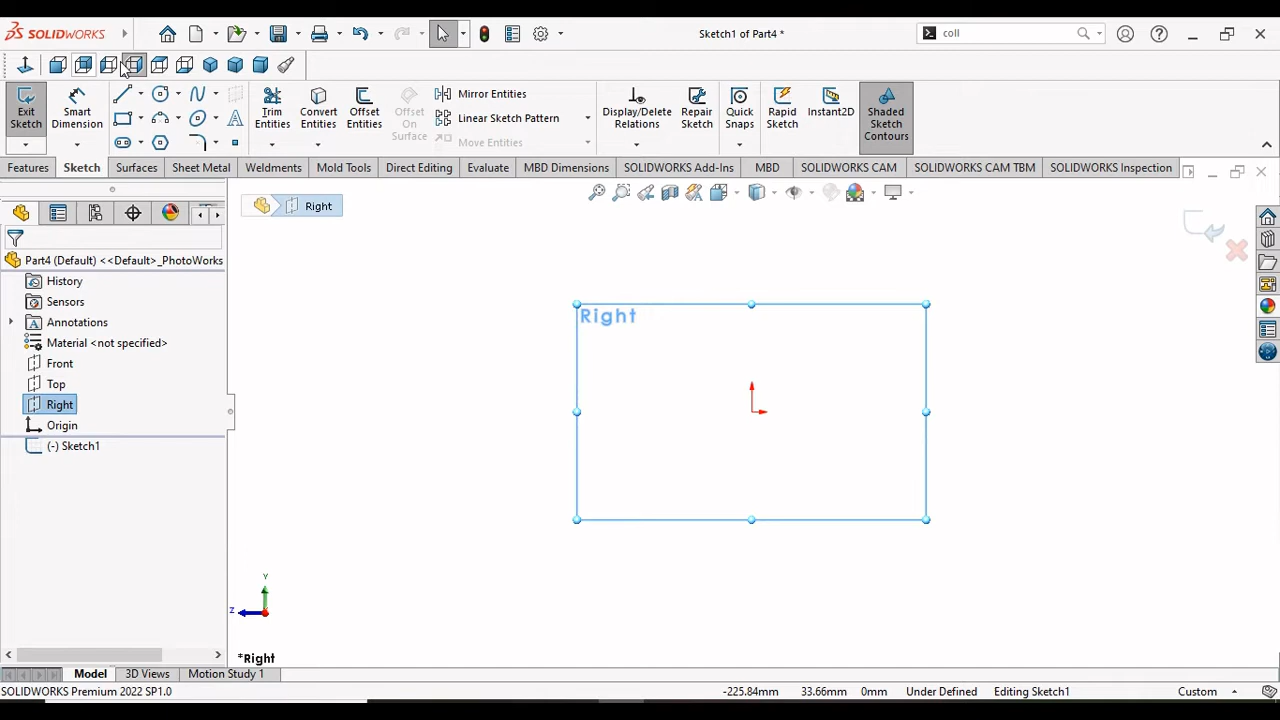 SOLIDWORKS
Sketch1 of Part4 *
coll
Exit Sketch
Smart Dimension
Trim Entities
Convert Entities
Offset Entities
Offset On Surface
Mirror Entities
Linear Sketch Pattern
Move Entities
Display/Delete Relations
Repair Sketch
Quick Snaps
Rapid Sketch
Instant2D
Shaded Sketch Contours
Features
Sketch
Surfaces
Sheet Metal
Weldments
Mold Tools
Direct Editing
Evaluate
MBD Dimensions
SOLIDWORKS Add-Ins
MBD
SOLIDWORKS CAM
SOLIDWORKS CAM TBM
SOLIDWORKS Inspection
Right
Part4 (Default) <<Default>_PhotoWorks
History
Sensors
Annotations
Material <not specified>
Front
Top
Right
Origin
(-) Sketch1
Right
Y
Z
*Right
Model
3D Views
Motion Study 1
SOLIDWORKS Premium 2022 SP1.0
-225.84mm
33.66mm
0mm
Under Defined
Editing Sketch1
Custom